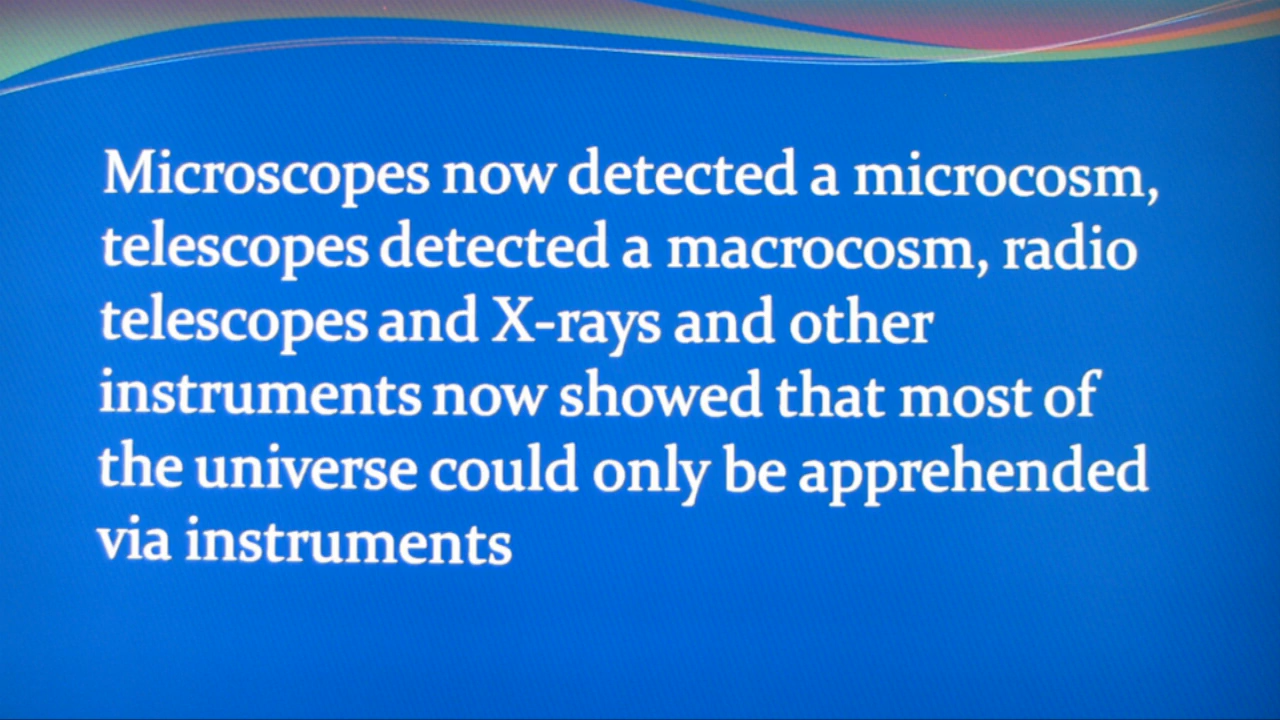 Microscopes now detected a microcosm,
telescopes detected a macrocosm, radio
telescopes and X-rays and other
instruments now showed that most of
the universe could only be apprehended
via instruments